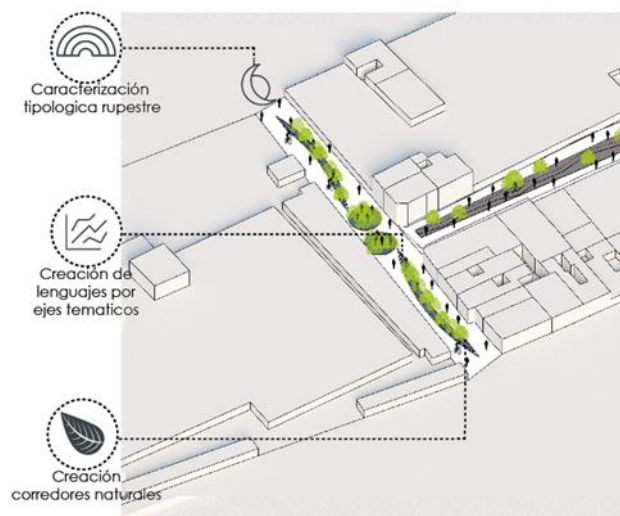 Caracterización
tipologica rupestre
Creación de
lenguajes por
ejes tematicos
Creación
corredores naturales